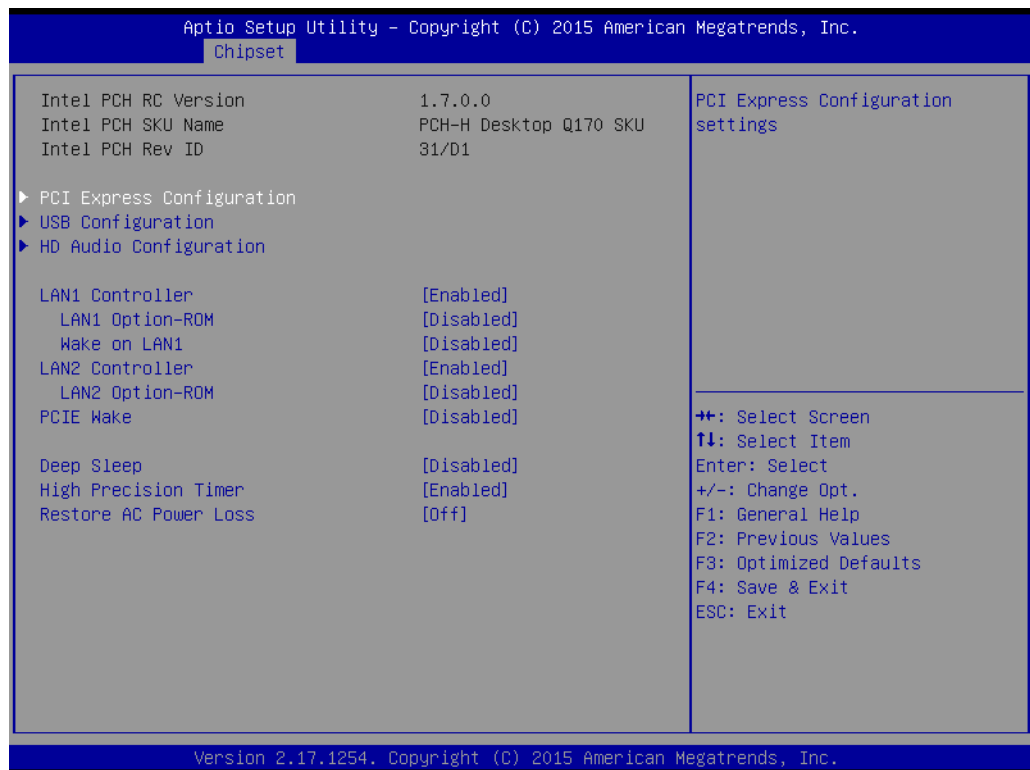 Aptio Setup Utility – Copyright (C) 2015 American Megatrends, Inc.
Chipset
Intel PCH RC Version 1.7.0.0
Intel PCH SKU Name PCH-H Desktop Q170 SKU
Intel PCH Rev ID 31/D1
PCI Express Configuration
USB Configuration
HD Audio Configuration
LAN1 Controller [Enabled]
LAN1 Option-ROM [Disabled]
Wake on LAN1 [Disabled]
LAN2 Controller [Enabled]
LAN2 Option-ROM [Disabled]
PCIE Wake [Disabled]
Deep Sleep [Disabled]
High Precision Timer [Enabled]
Restore AC Power Loss [Off]
PCI Express Configuration
settings
→←: Select Screen
↑↓: Select Item
Enter: Select
+/-: Change Opt.
F1: General Help
F2: Previous Values
F3: Optimized Defaults
F4: Save & Exit
ESC: Exit
Version 2.17.1254. Copyright (C) 2015 American Megatrends, Inc.